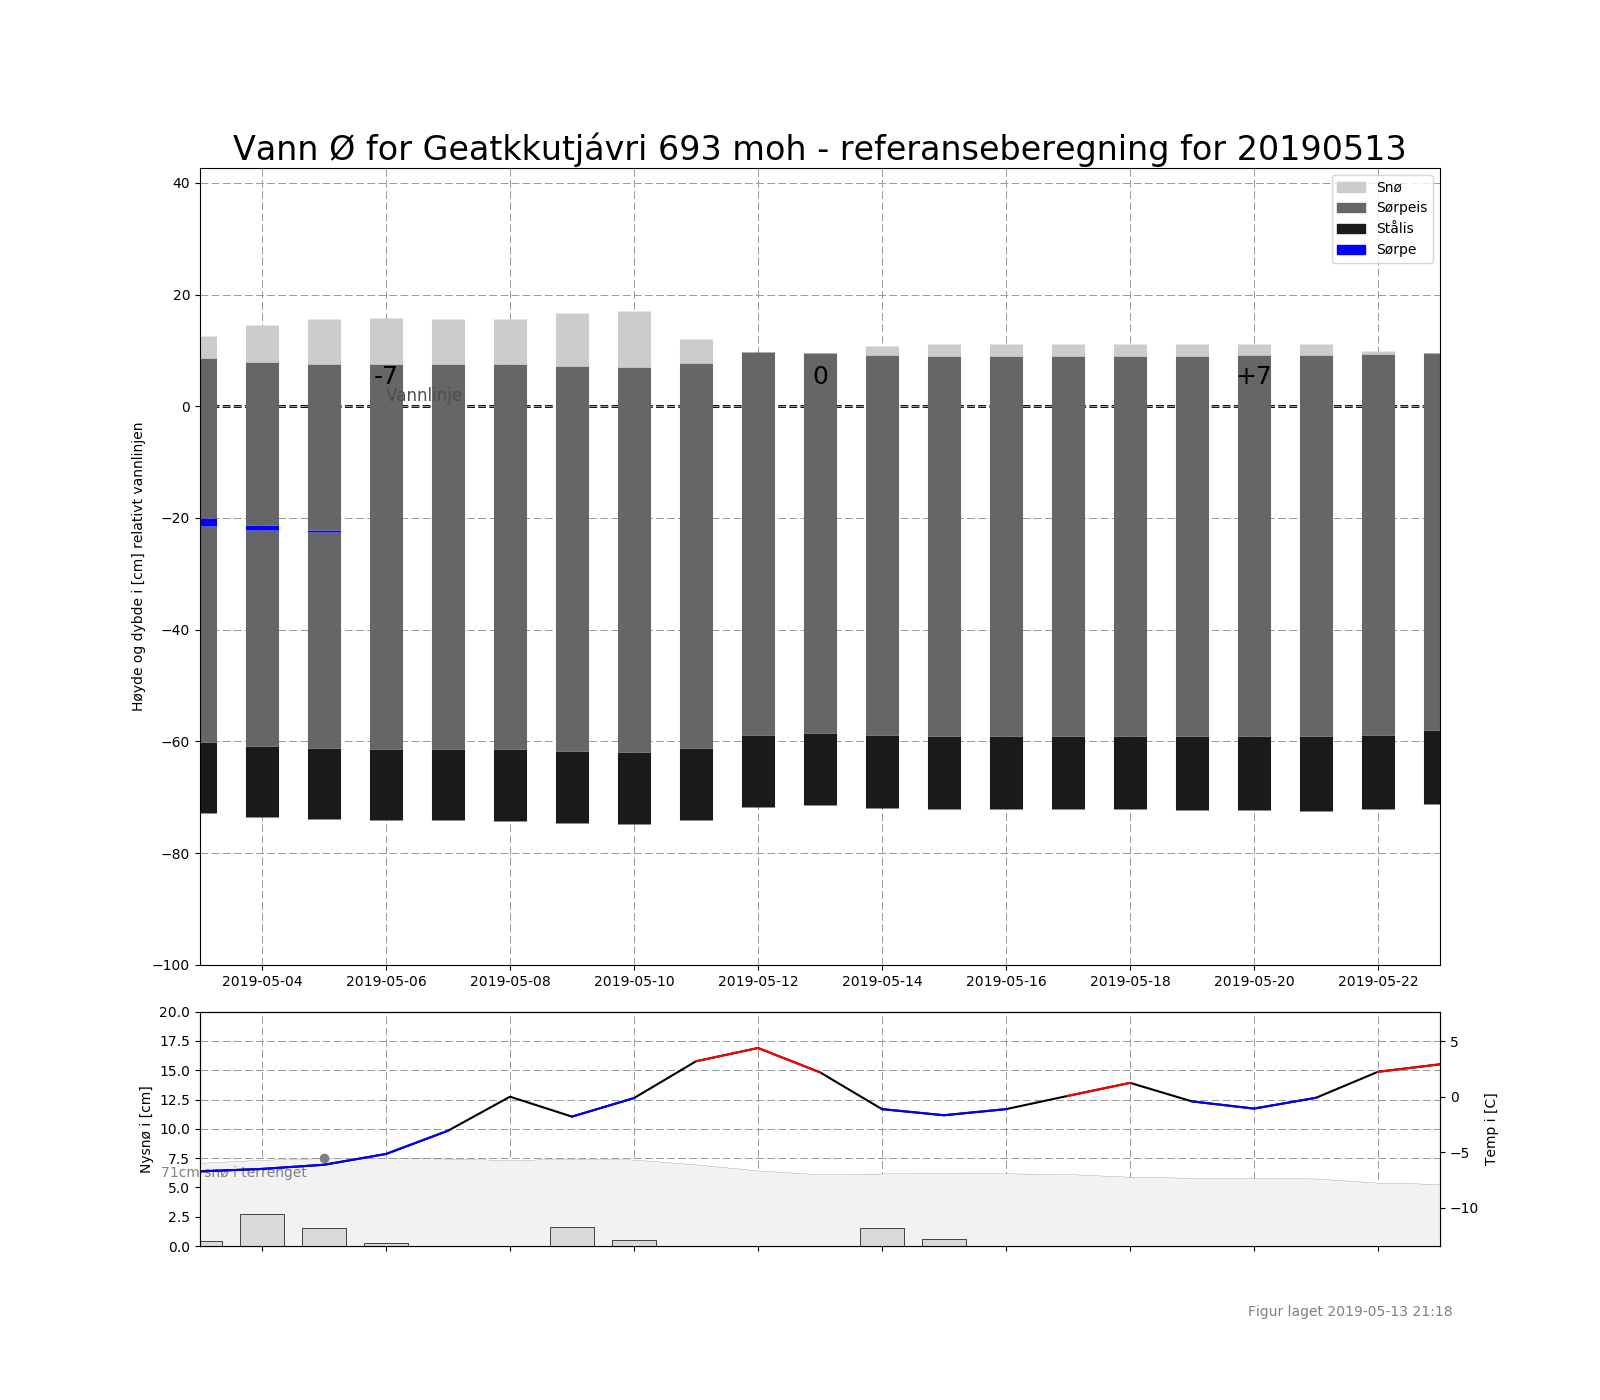 Vann Ø for Geatkkutjávri 693 moh - referanseberegning for 20190513
Snø
Sørpeis
Stålis
Sørpe
40
20
0
−20
−40
−60
−80
−100
Høyde og dybde i [cm] relativt vannlinjen
-7
0
+7
Vannlinje
2019-05-04 2019-05-06 2019-05-08 2019-05-10 2019-05-12 2019-05-14 2019-05-16 2019-05-18 2019-05-20 2019-05-22
20.0
17.5
15.0
12.5
10.0
7.5
5.0
2.5
0.0
Nysnø i [cm]
71cm snø i terrenget
5
0
−5
−10
Temp i [C]
Figur laget 2019-05-13 21:18